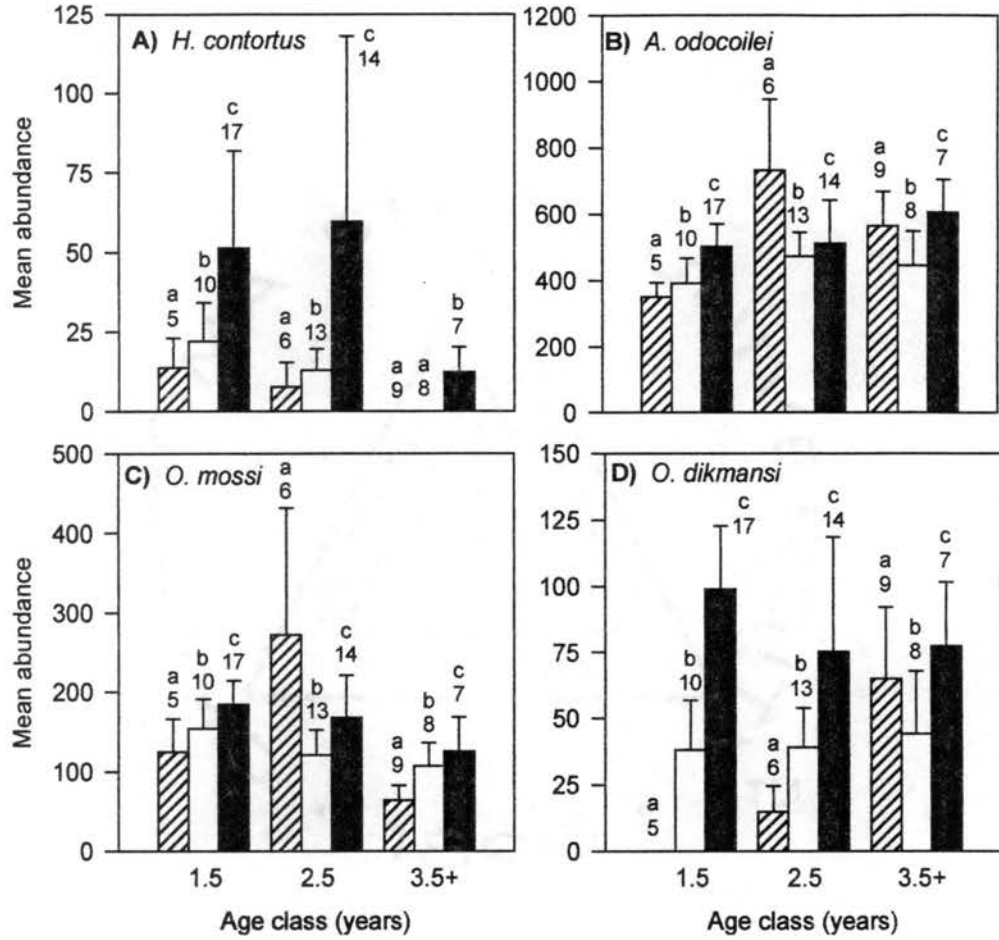 A) H. contortus
Mean abundance
125
100
75
50
25
0
a
5
b
10
c
17
a
6
b
13
c
14
a
9
a
8
b
7
B) A. odocoilei
1200
1000
800
600
400
200
0
a
5
b
10
c
17
a
6
b
13
c
14
a
9
b
8
c
7
C) O. mossi
Mean abundance
500
400
300
200
100
0
a
5
b
10
c
17
a
6
b
13
c
14
a
9
b
8
c
7
1.5 2.5 3.5+
Age class (years)
D) O. dikmansi
150
125
100
75
50
25
0
a
5
b
10
c
17
a
6
b
13
c
14
a
9
b
8
c
7
1.5 2.5 3.5+
Age class (years)